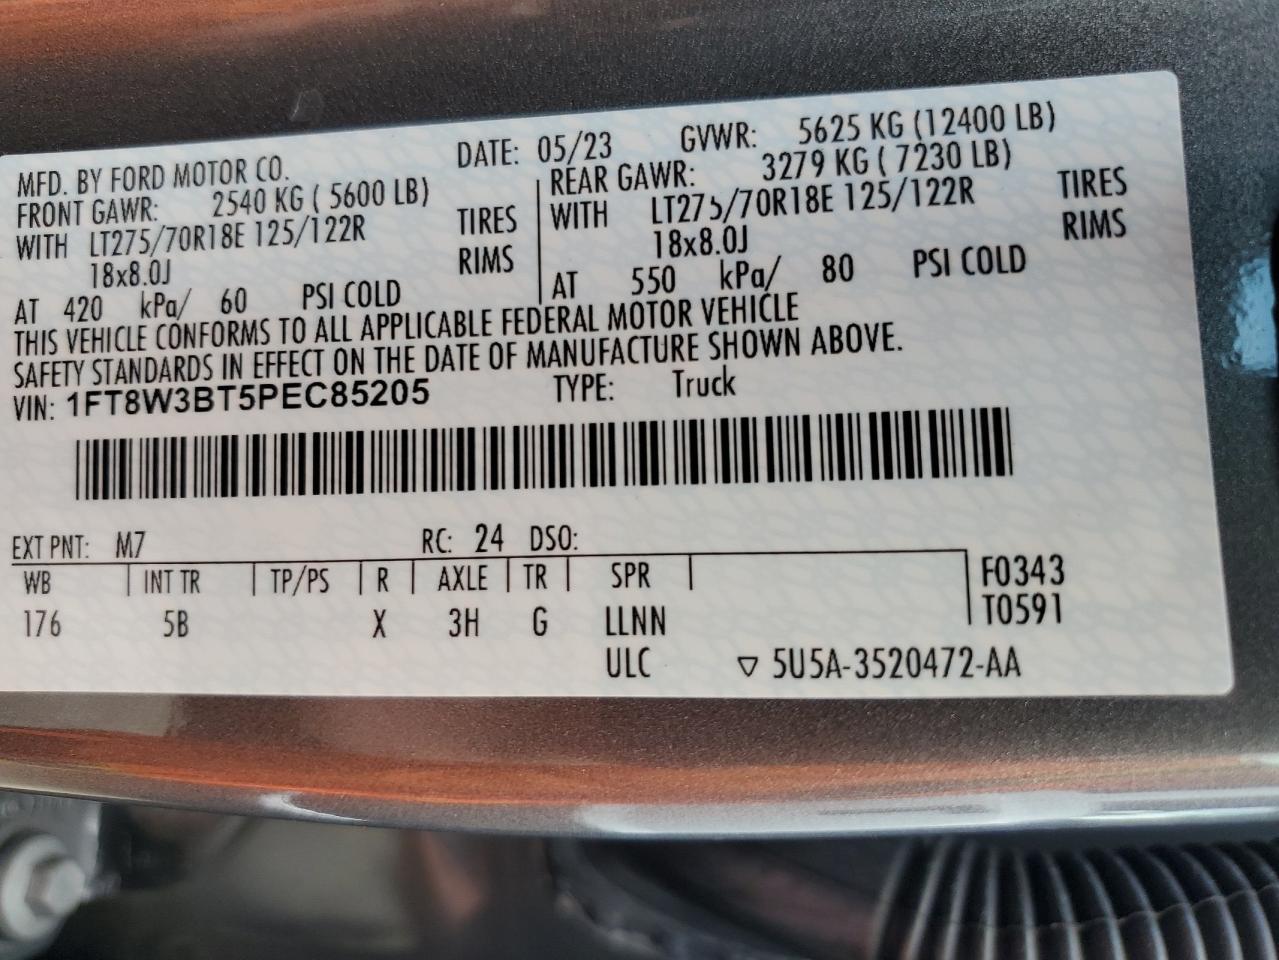 MFD. BY FORD MOTOR CO. DATE: 05/23 GVWR: 5625 KG (12400 LB)
FRONT GAWR: 2540 KG ( 5600 LB) REAR GAWR: 3279 KG ( 7230 LB)
WITH LT275/70R18E 125/122R TIRES WITH LT275/70R18E 125/122R TIRES
18x8.0J RIMS 18x8.0J RIMS
AT 420 kPa/ 60 PSI COLD AT 550 kPa/ 80 PSI COLD
THIS VEHICLE CONFORMS TO ALL APPLICABLE FEDERAL MOTOR VEHICLE
SAFETY STANDARDS IN EFFECT ON THE DATE OF MANUFACTURE SHOWN ABOVE.
VIN: 1FT8W3BT5PEC85205 TYPE: Truck
EXT PNT: M7 RC: 24 DSO:
WB INT TR TP/PS R AXLE TR SPR F0343
176 5B X 3H G LLNN T0591
ULC ▽ 5U5A-3520472-AA